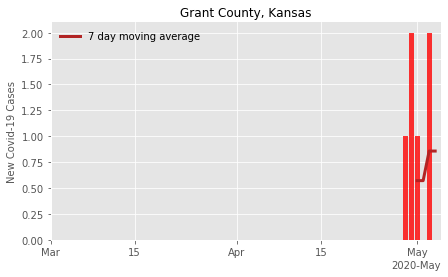 Grant County, Kansas
7 day moving average
New Covid-19 Cases
2.00
1.75
1.50
1.25
1.00
0.75
0.50
0.25
0.00
Mar
15
Apr
15
May
2020-May